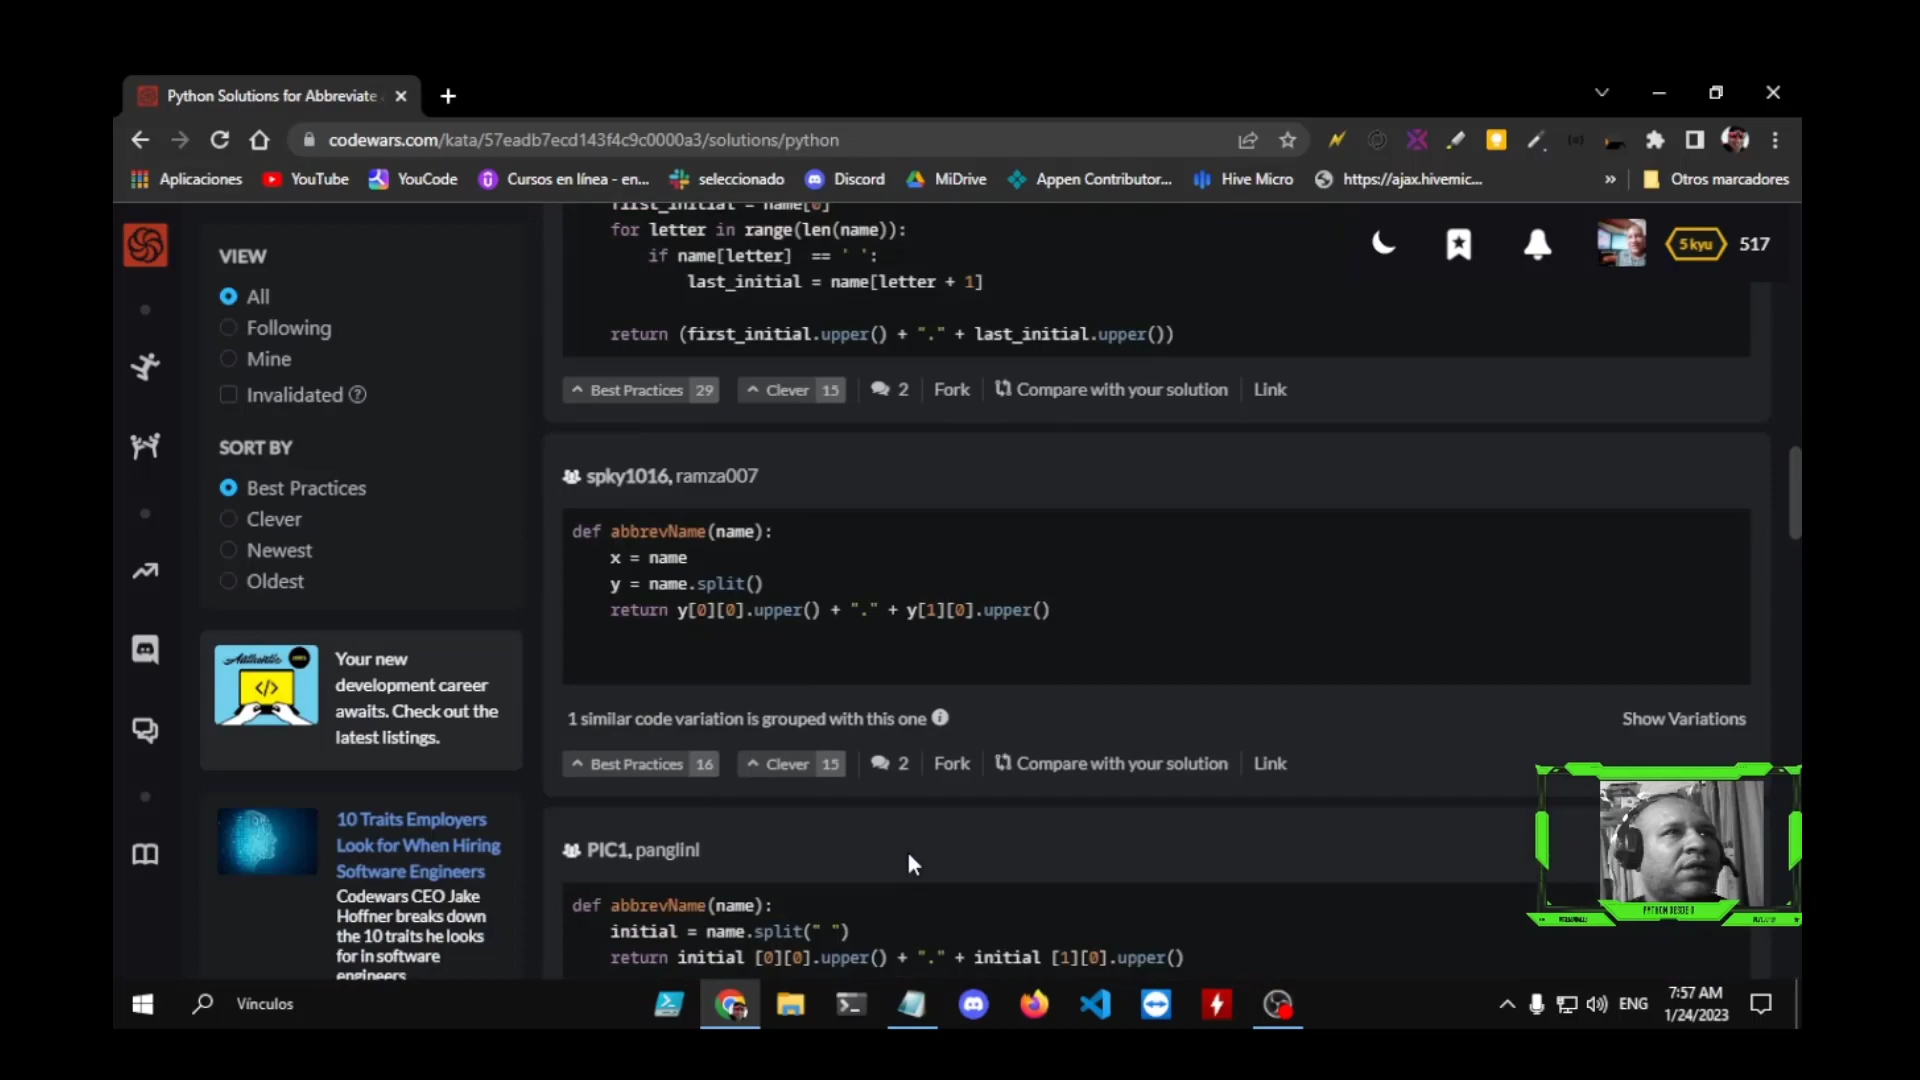 Python Solutions for Abbreviate
codewars.com/kata/57eadb7ecd143f4c9c0000a3/solutions/python
Aplicaciones
YouTube
YouCode
Cursos en línea - en...
seleccionado
Discord
MiDrive
Appen Contributor...
Hive Micro
https://ajax.hivemic...
»
Otros marcadores
5 kyu
517
VIEW
All
Following
Mine
Invalidated
SORT BY
Best Practices
Clever
Newest
Oldest
Your new
development career
awaits. Check out the
latest listings.
10 Traits Employers
Look for When Hiring
Software Engineers
Codewars CEO Jake
Hoffner breaks down
the 10 traits he looks
for in software
engineers
first_initial = name[0]
for letter in range(len(name)):
if name[letter] == ' ':
last_initial = name[letter + 1]
return (first_initial.upper() + "." + last_initial.upper())
Best Practices 29
Clever 15
2
Fork
Compare with your solution
Link
spky1016, ramza007
def abbrevName(name):
x = name
y = name.split()
return y[0][0].upper() + "." + y[1][0].upper()
1 similar code variation is grouped with this one
Show Variations
Best Practices 16
Clever 15
2
Fork
Compare with your solution
Link
PIC1, panglinl
def abbrevName(name):
initial = name.split(" ")
return initial [0][0].upper() + "." + initial [1][0].upper()
PYTHON DESDE 0
Vínculos
ENG
7:57 AM
1/24/2023